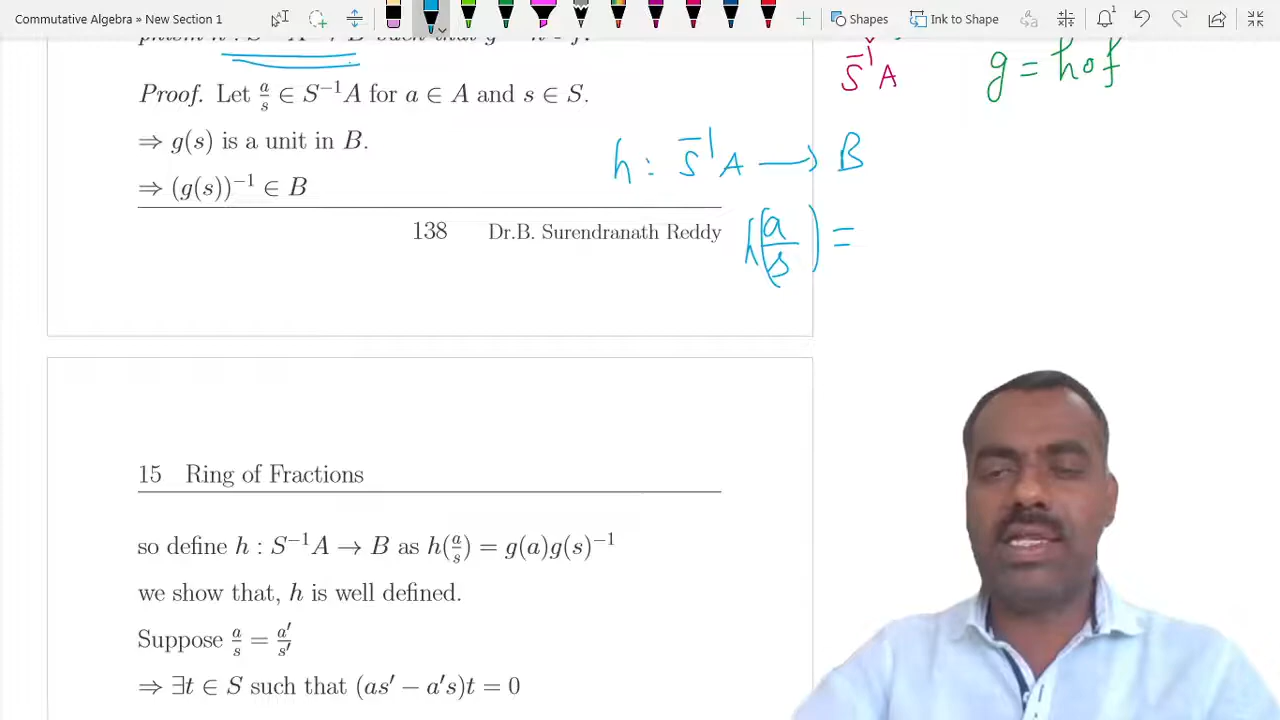 Commutative Algebra » New Section 1
Shapes
Ink to Shape
Proof. Let a/s ∈ S⁻¹A for a ∈ A and s ∈ S.
⇒ g(s) is a unit in B.
⇒ (g(s))⁻¹ ∈ B
138 Dr.B. Surendranath Reddy
S⁻¹A
g = h∘f
h : S⁻¹A → B
h(a/s) =
15 Ring of Fractions
so define h : S⁻¹A → B as h(a/s) = g(a)g(s)⁻¹
we show that, h is well defined.
Suppose a/s = a′/s′
⇒ ∃t ∈ S such that (as′ − a′s)t = 0